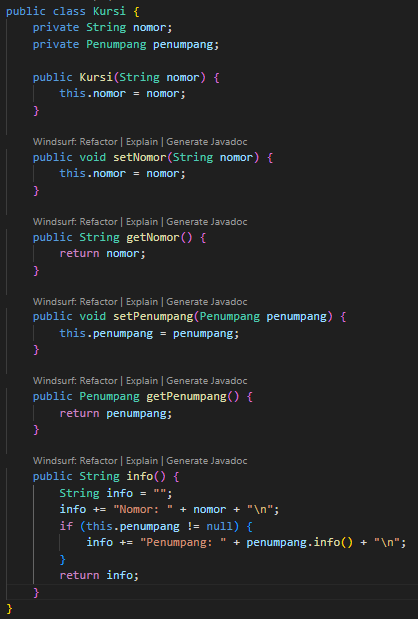 public class Kursi {
    private String nomor;
    private Penumpang penumpang;

    public Kursi(String nomor) {
        this.nomor = nomor;
    }

    Windsurf: Refactor | Explain | Generate Javadoc
    public void setNomor(String nomor) {
        this.nomor = nomor;
    }

    Windsurf: Refactor | Explain | Generate Javadoc
    public String getNomor() {
        return nomor;
    }

    Windsurf: Refactor | Explain | Generate Javadoc
    public void setPenumpang(Penumpang penumpang) {
        this.penumpang = penumpang;
    }

    Windsurf: Refactor | Explain | Generate Javadoc
    public Penumpang getPenumpang() {
        return penumpang;
    }

    Windsurf: Refactor | Explain | Generate Javadoc
    public String info() {
        String info = "";
        info += "Nomor: " + nomor + "\n";
        if (this.penumpang != null) {
            info += "Penumpang: " + penumpang.info() + "\n";
        }
        return info;
    }
}